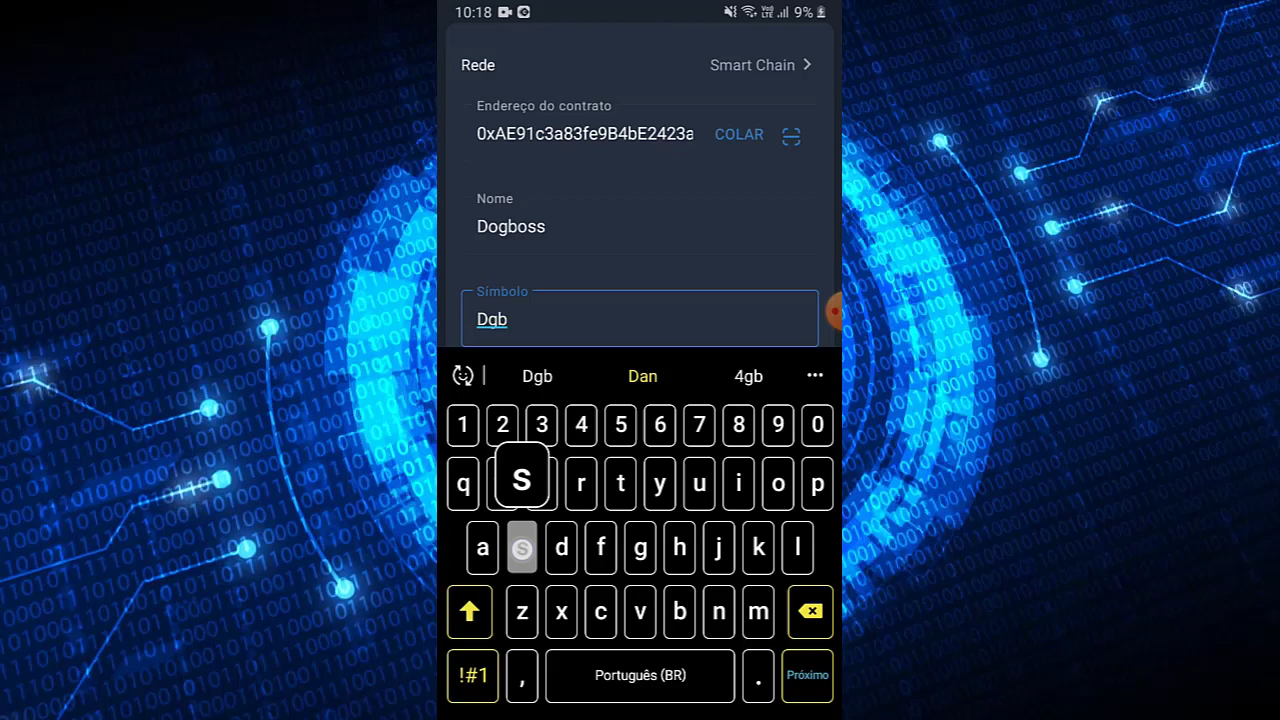 10:18 9%
Rede Smart Chain
Endereço do contrato
0xAE91c3a83fe9B4bE2423a COLAR
Nome
Dogboss
Símbolo
Dgb
Dgb Dan 4gb
1 2 3 4 5 6 7 8 9 0
q S r t y u i o p
a S d f g h j k l
z x c v b n m
!#1 , Português (BR) . Próximo